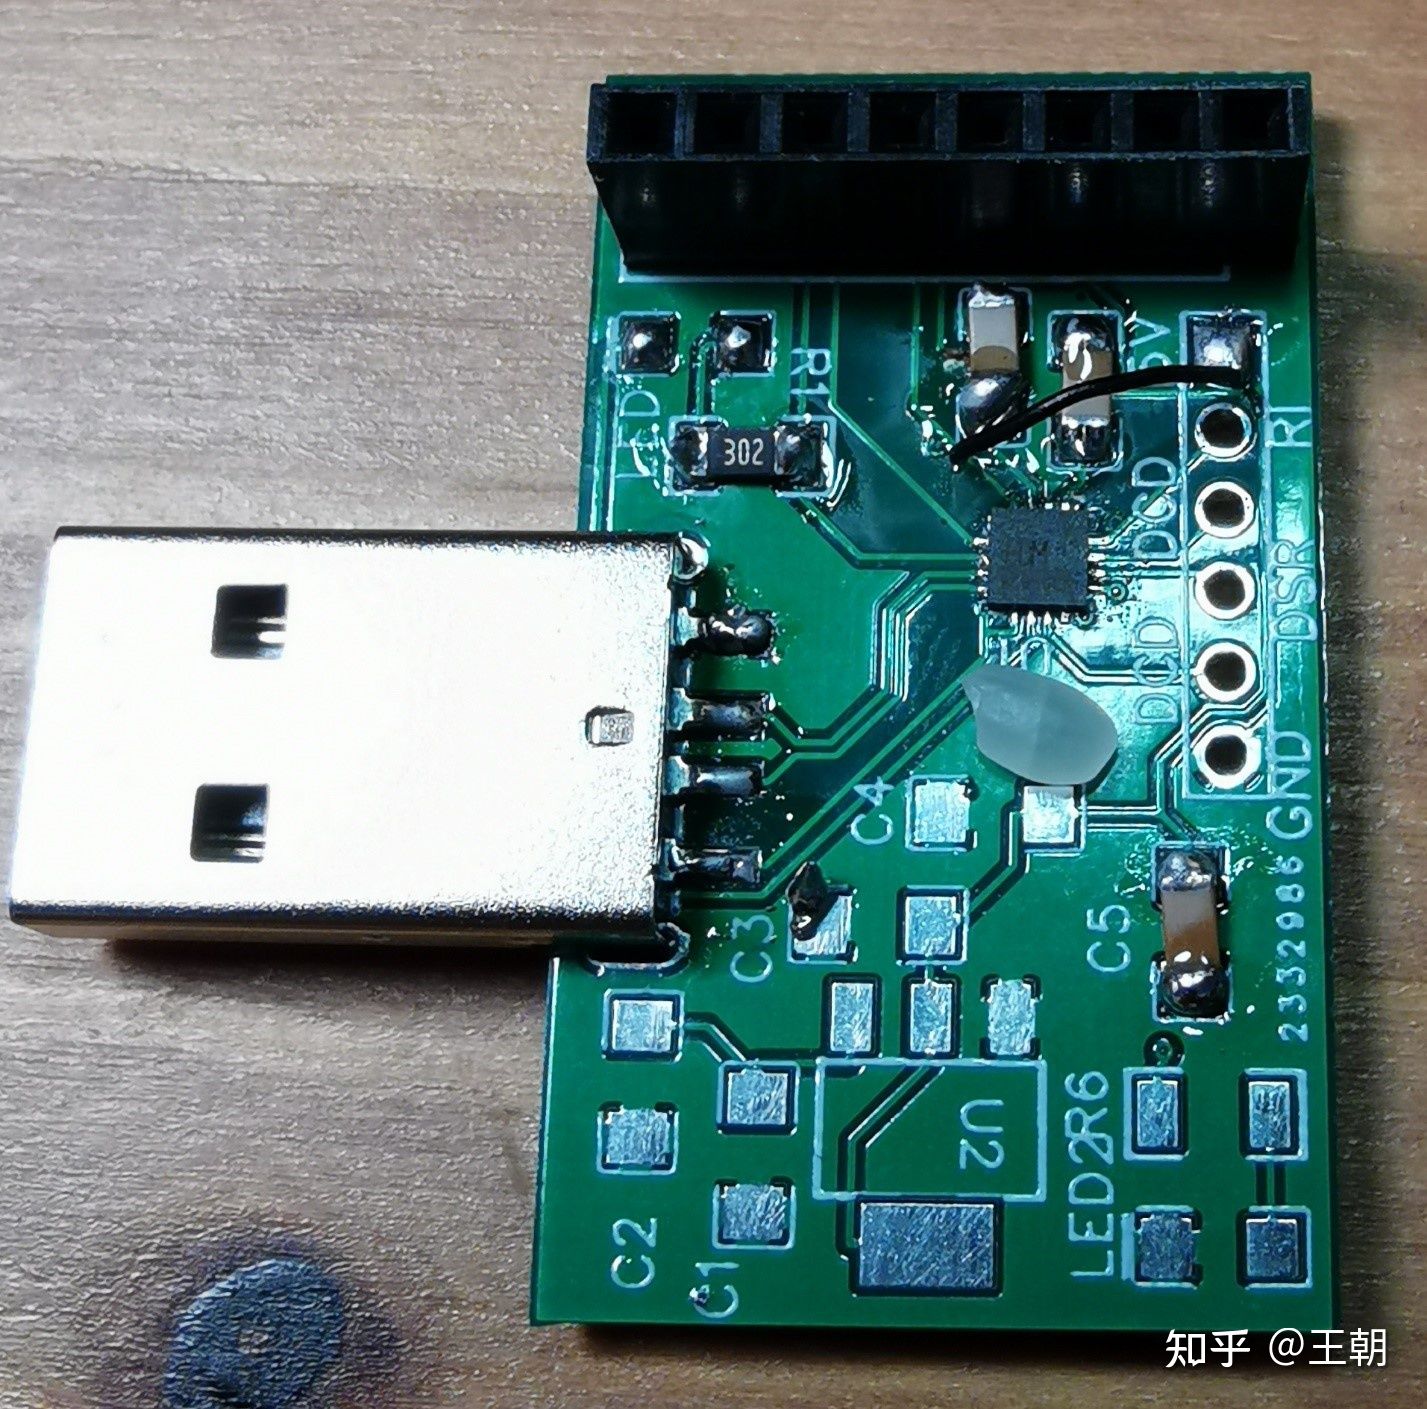 LED
R1
5V
302
RI
DCD
DSR
DCD
GND
C4
C3
C5
2332986
U2
LED2
R6
C2
C1
知乎 @王朝